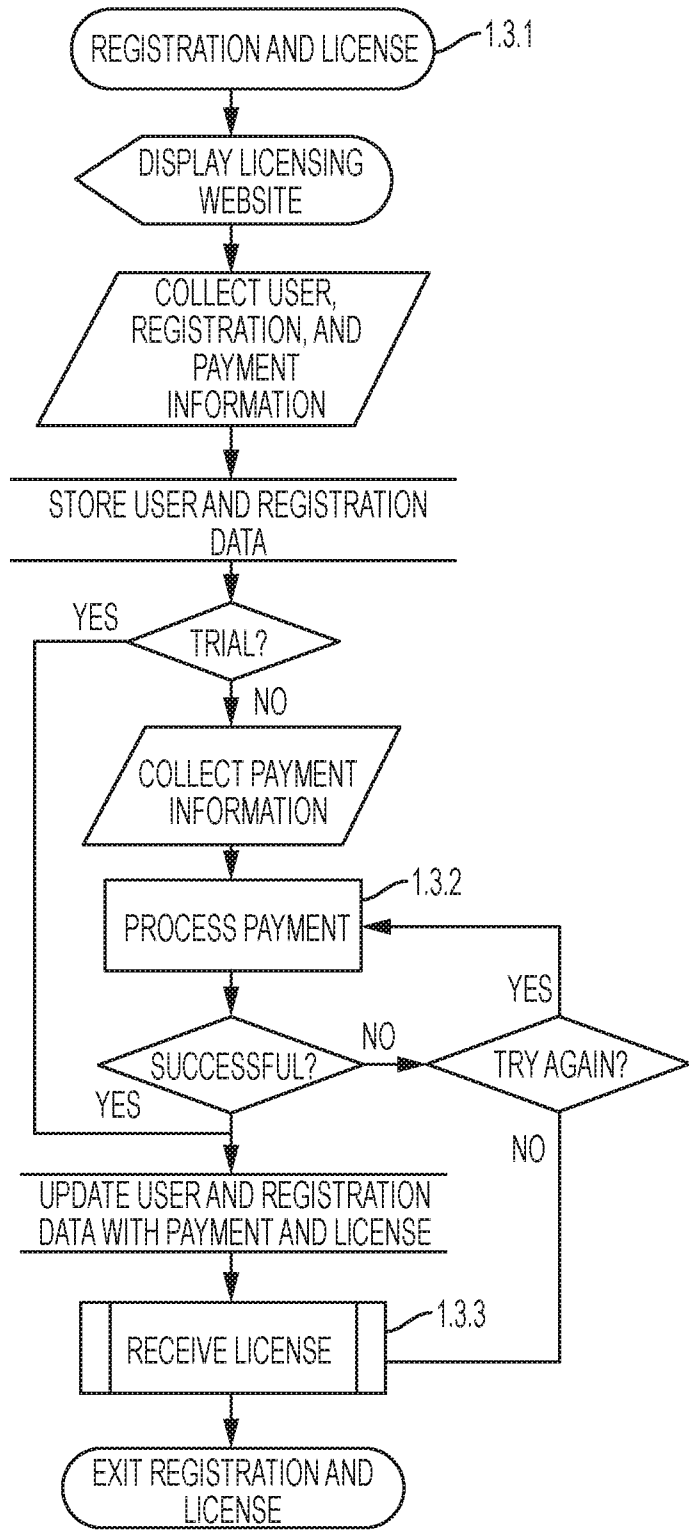 REGISTRATION AND LICENSE
1.3.1
DISPLAY LICENSING
WEBSITE
COLLECT USER,
REGISTRATION, AND
PAYMENT
INFORMATION
STORE USER AND REGISTRATION
DATA
YES
TRIAL?
NO
COLLECT PAYMENT
INFORMATION
1.3.2
PROCESS PAYMENT
YES
SUCCESSFUL?
NO
TRY AGAIN?
YES
NO
UPDATE USER AND REGISTRATION
DATA WITH PAYMENT AND LICENSE
1.3.3
RECEIVE LICENSE
EXIT REGISTRATION AND
LICENSE